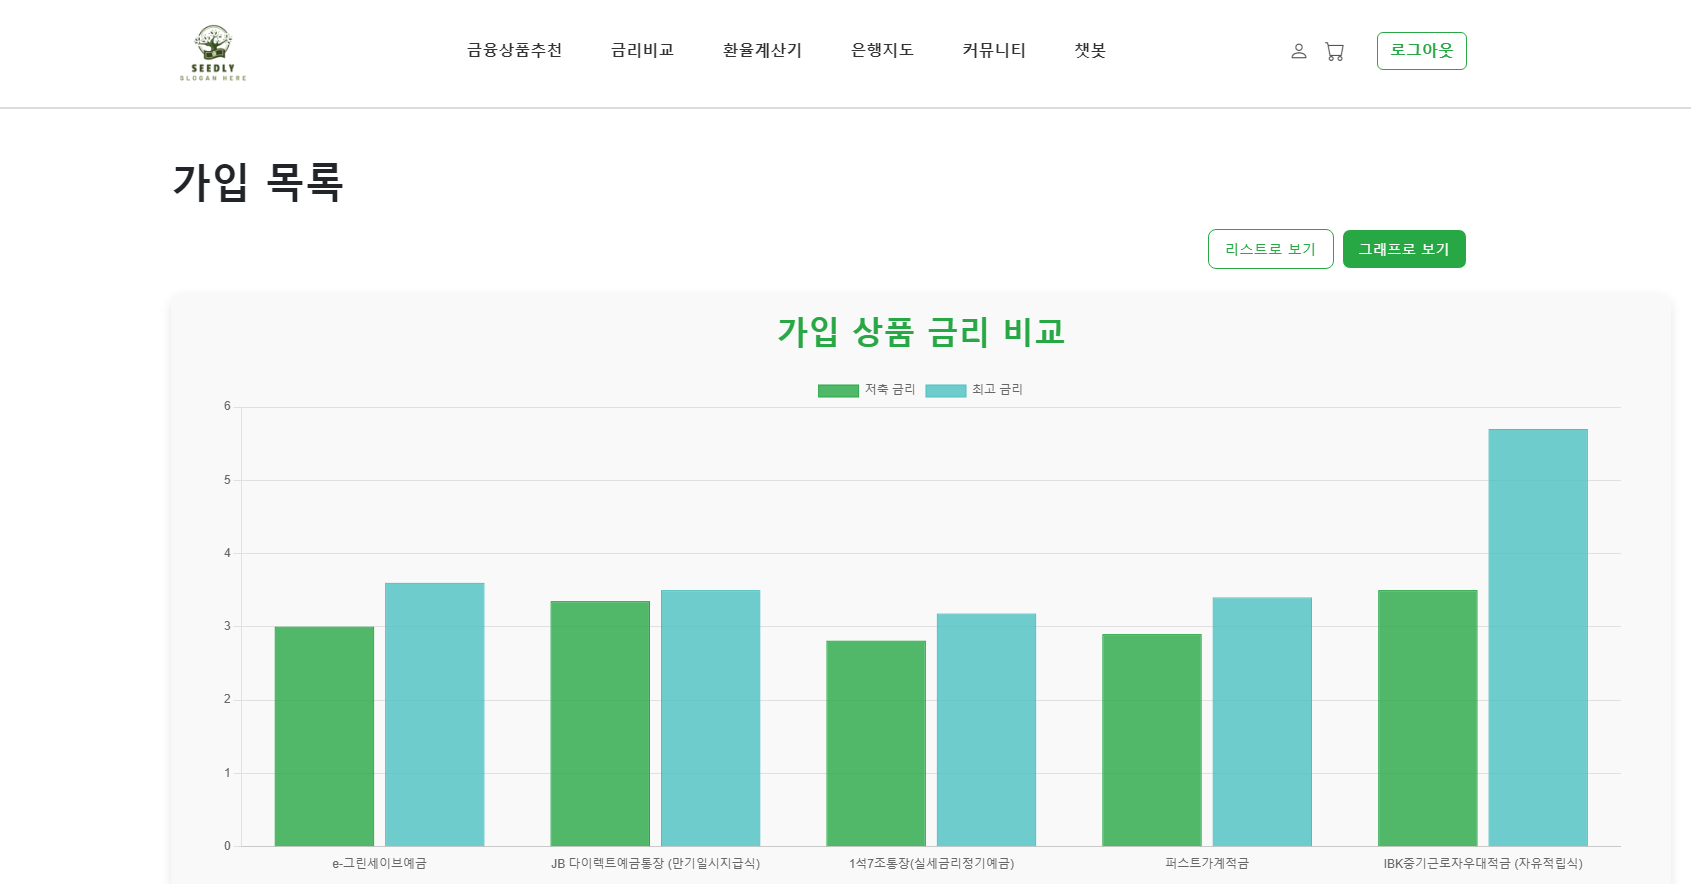 SEEDLY
SLOGAN HERE
금융상품추천 금리비교 환율계산기 은행지도 커뮤니티 챗봇 로그아웃
가입 목록
리스트로 보기 그래프로 보기
가입 상품 금리 비교
저축 금리 최고 금리
6
5
4
3
2
1
0
e-그린세이브예금 JB 다이렉트예금통장 (만기일시지급식) 1석7조통장(실세금리정기예금) 퍼스트가계적금 IBK중기근로자우대적금 (자유적립식)